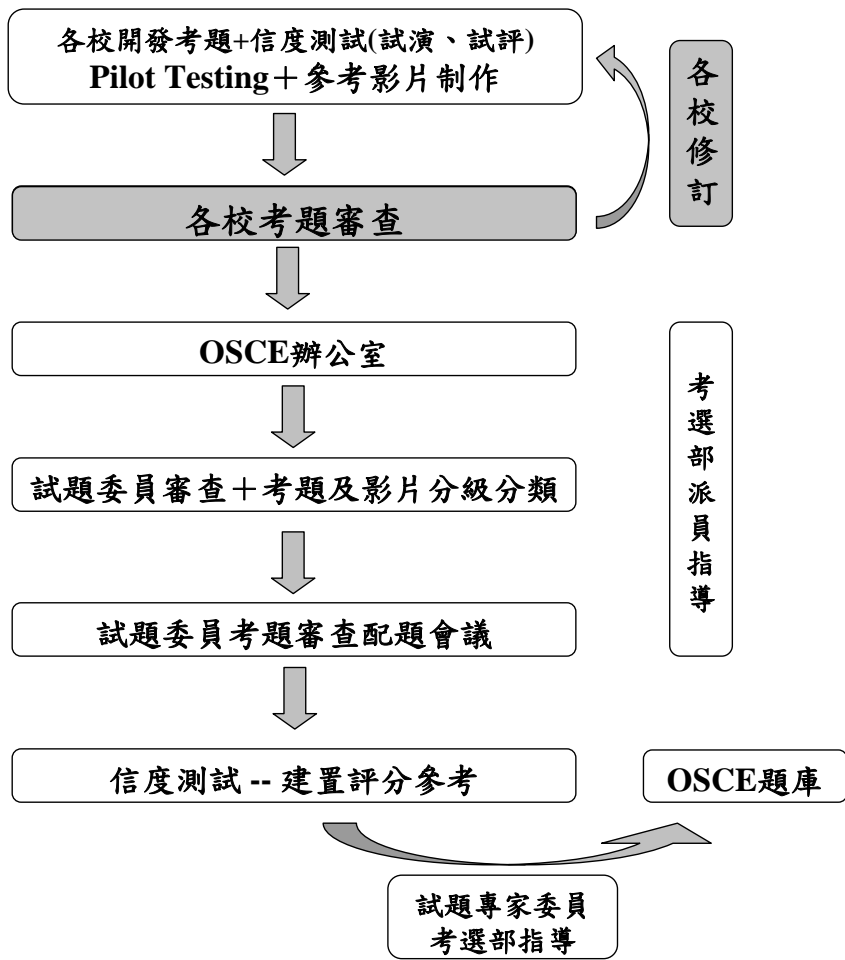 各校開發考題+信度測試(試演、試評)
Pilot Testing＋參考影片制作
各校修訂
各校考題審查
OSCE辦公室
試題委員審查＋考題及影片分級分類
考選部派員指導
試題委員考題審查配題會議
信度測試 -- 建置評分參考
OSCE題庫
試題專家委員
考選部指導